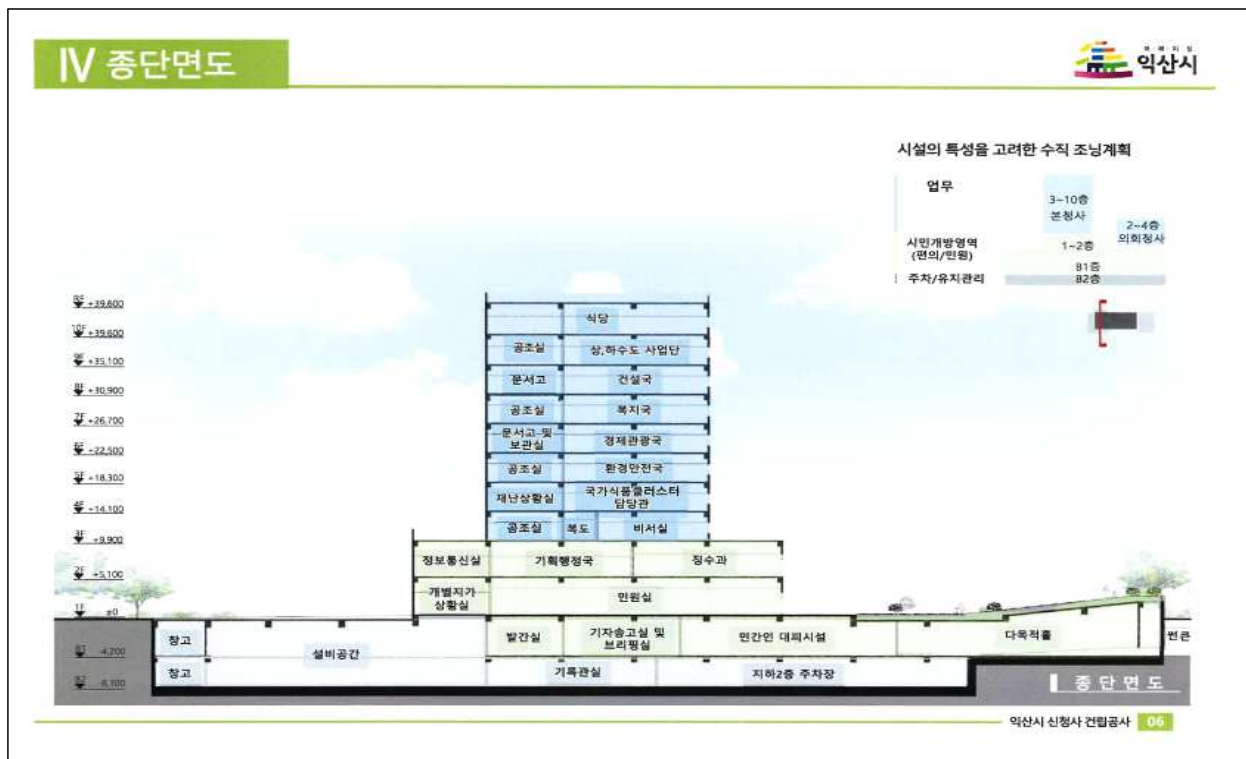 Ⅳ 종단면도
익산시
시설의 특성을 고려한 수직 조닝계획
업무
3~10층
본청사
2~4층
의회청사
시민개방영역
(편의/민원)
1~2층
B1층
주차/유지관리
B2층
+39,600
10F +39,600
9F +35,100
8F +30,900
7F +26,700
6F +22,500
5F +18,300
4F +14,100
3F +9,900
2F +5,100
1F ±0
B1 -4,200
B2
식당
공조실 상,하수도 사업단
문서고 건설국
공조실 복지국
문서고 및
보관실
경제관광국
공조실 환경안전국
재난상황실
국가식품클러스터
담당관
공조실 복도 비서실
정보통신실 기획행정국 징수과
개별지가
상황실
민원실
창고 설비공간 발간실
기자송고실 및
브리핑실
민간인 대피시설 다목적홀 썬큰
창고 기록관실 지하2층 주차장
종단면도
익산시 신청사 건립공사 06